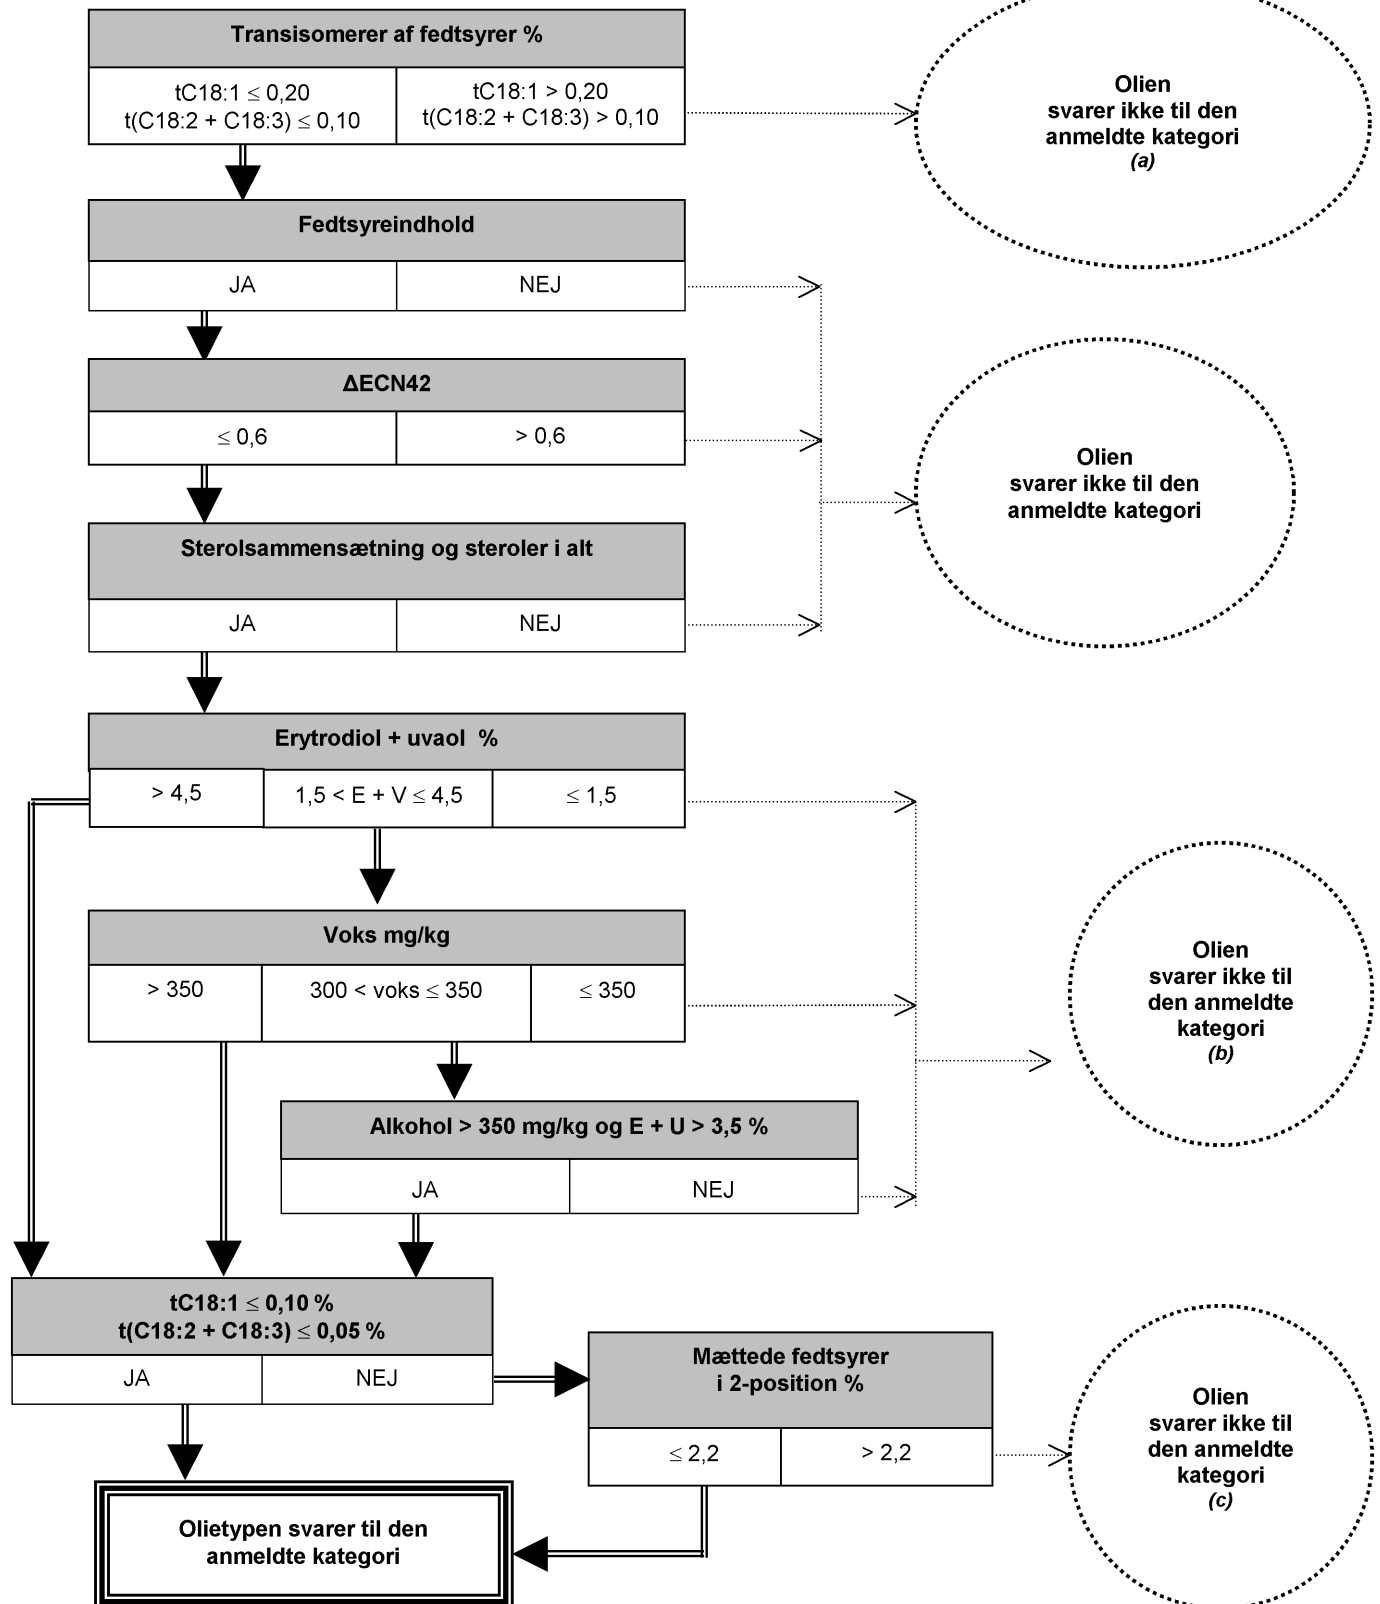 Transisomerer af fedtsyrer %
tC18:1 ≤ 0,20
t(C18:2 + C18:3) ≤ 0,10
tC18:1 > 0,20
t(C18:2 + C18:3) > 0,10
Olien
svarer ikke til den
anmeldte kategori
(a)
Fedtsyreindhold
JA
NEJ
ΔECN42
≤ 0,6
> 0,6
Olien
svarer ikke til den
anmeldte kategori
Sterolsammensætning og steroler i alt
JA
NEJ
Erytrodiol + uvaol %
> 4,5
1,5 < E + V ≤ 4,5
≤ 1,5
Voks mg/kg
> 350
300 < voks ≤ 350
≤ 350
Olien
svarer ikke til
den anmeldte
kategori
(b)
Alkohol > 350 mg/kg og E + U > 3,5 %
JA
NEJ
tC18:1 ≤ 0,10 %
t(C18:2 + C18:3) ≤ 0,05 %
JA
NEJ
Mættede fedtsyrer
i 2-position %
≤ 2,2
> 2,2
Olien
svarer ikke til
den anmeldte
kategori
(c)
Olietypen svarer til den
anmeldte kategori